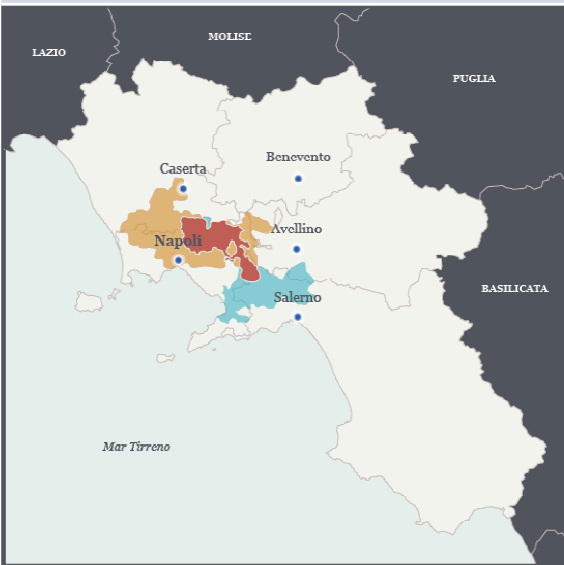 MOLISE
LAZIO
PUGLIA
Benevento
Caserta
Avellino
Napoli
BASILICATA
Salerno
Mar Tirreno